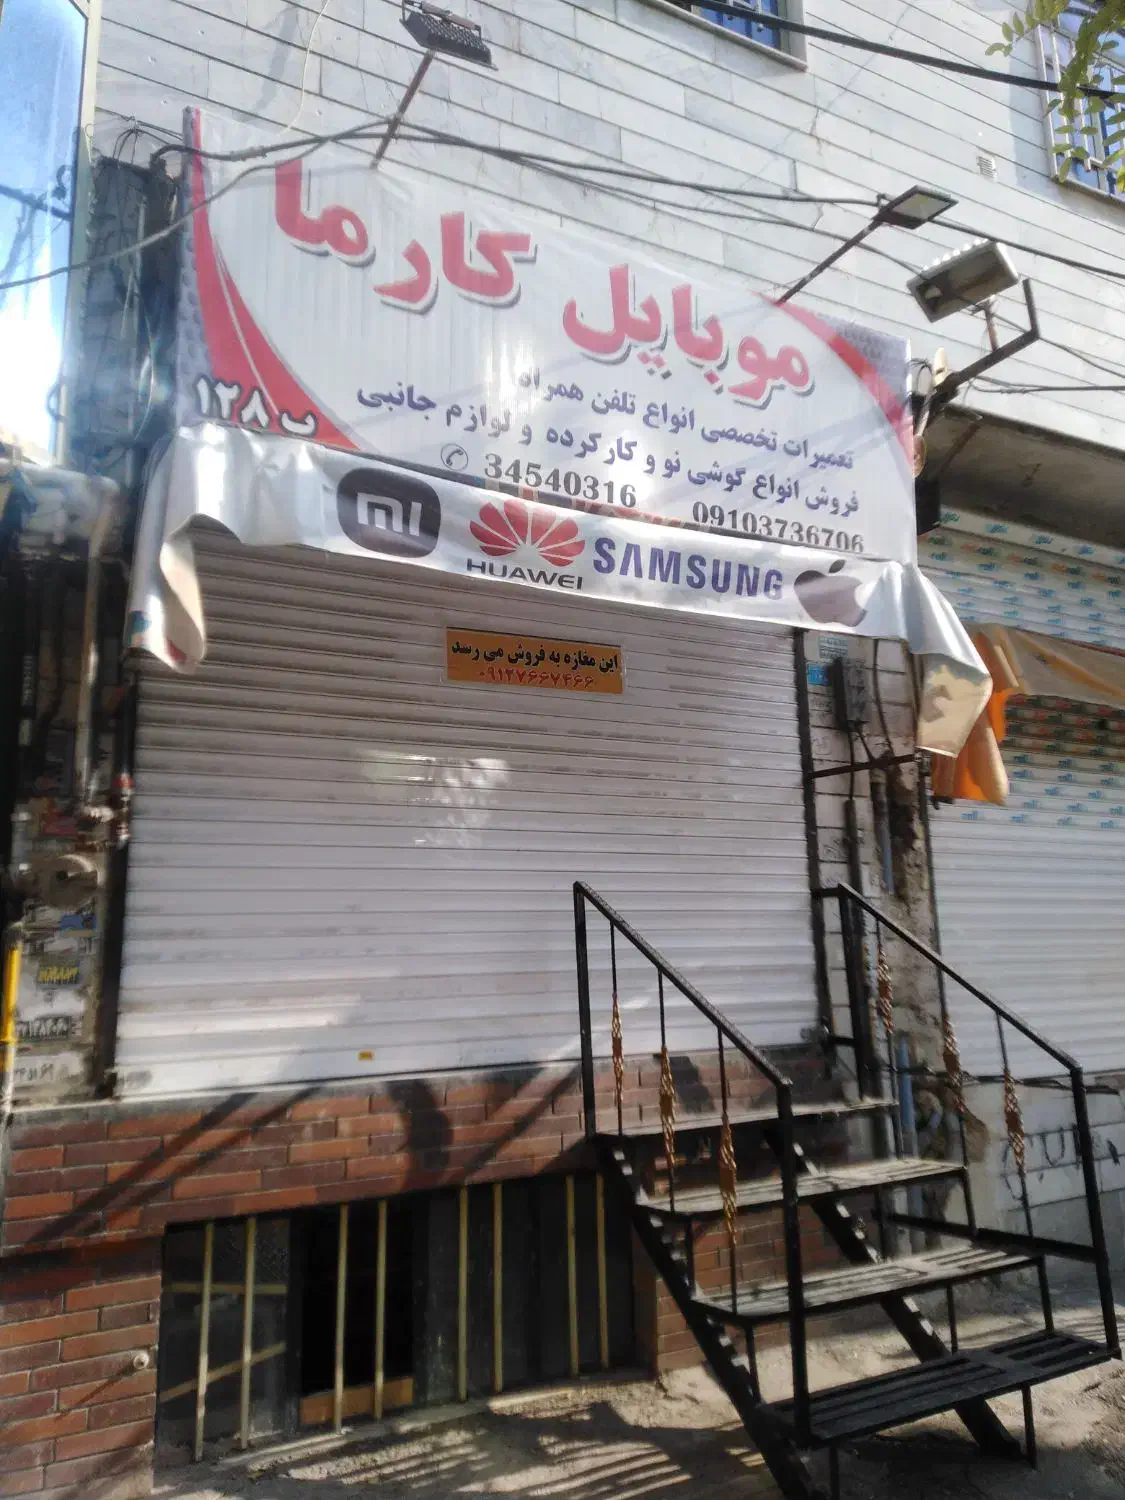 موبایل کارما
تعمیرات تخصصی انواع تلفن همراه
فروش انواع گوشی نو و کارکرده و لوازم جانبی
09103736706
34540316
پ ۱۲۸
mi
HUAWEI
SAMSUNG
این مغازه به فروش می رسد
۰۹۱۲۷۶۶۷۴۶۶